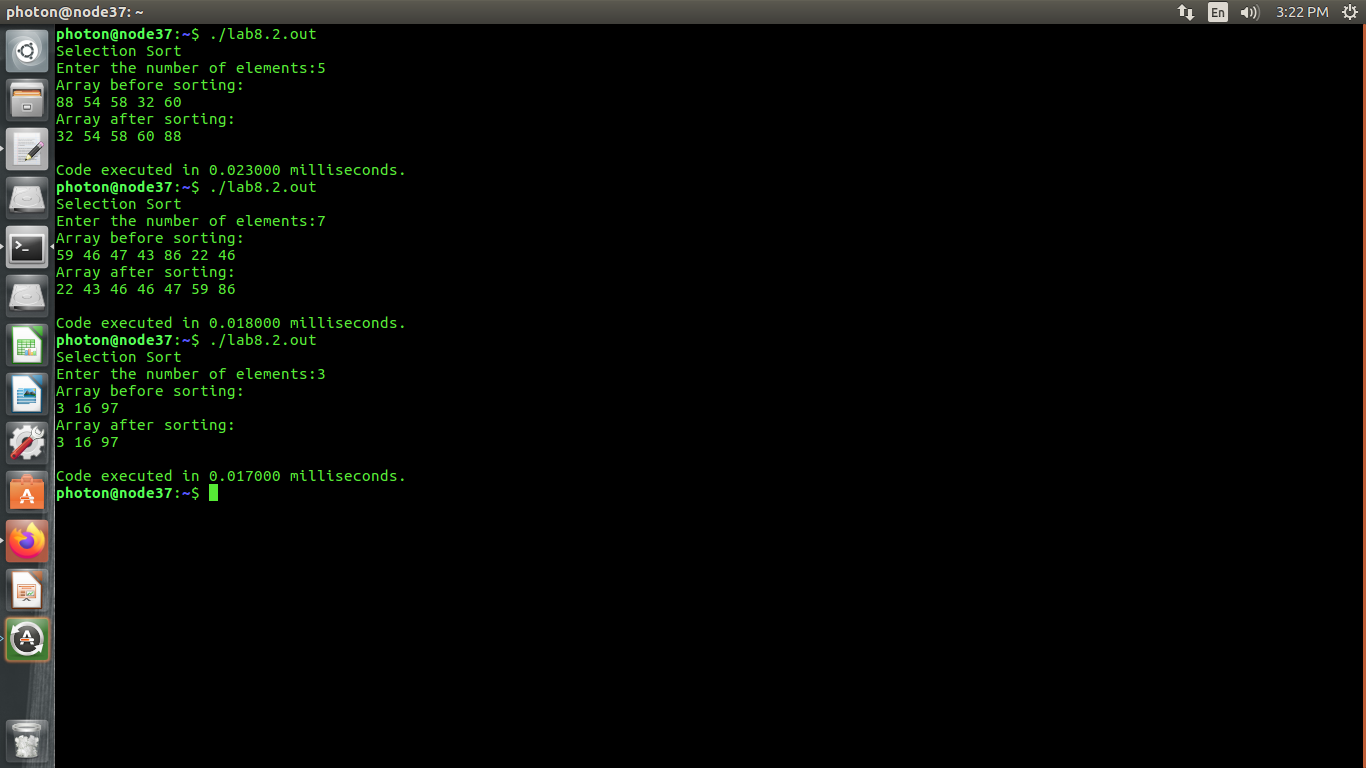 photon@node37: ~
En
3:22 PM
photon@node37:~$ ./lab8.2.out
Selection Sort
Enter the number of elements:5
Array before sorting:
88 54 58 32 60
Array after sorting:
32 54 58 60 88
Code executed in 0.023000 milliseconds.
photon@node37:~$ ./lab8.2.out
Selection Sort
Enter the number of elements:7
Array before sorting:
59 46 47 43 86 22 46
Array after sorting:
22 43 46 46 47 59 86
Code executed in 0.018000 milliseconds.
photon@node37:~$ ./lab8.2.out
Selection Sort
Enter the number of elements:3
Array before sorting:
3 16 97
Array after sorting:
3 16 97
Code executed in 0.017000 milliseconds.
photon@node37:~$